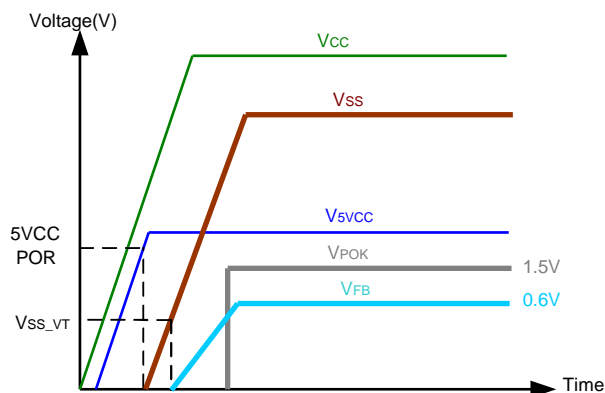 Voltage(V)
VCC
VSS
V5VCC
5VCC
POR
VPOK
1.5V
VFB
0.6V
VSS_VT
Time